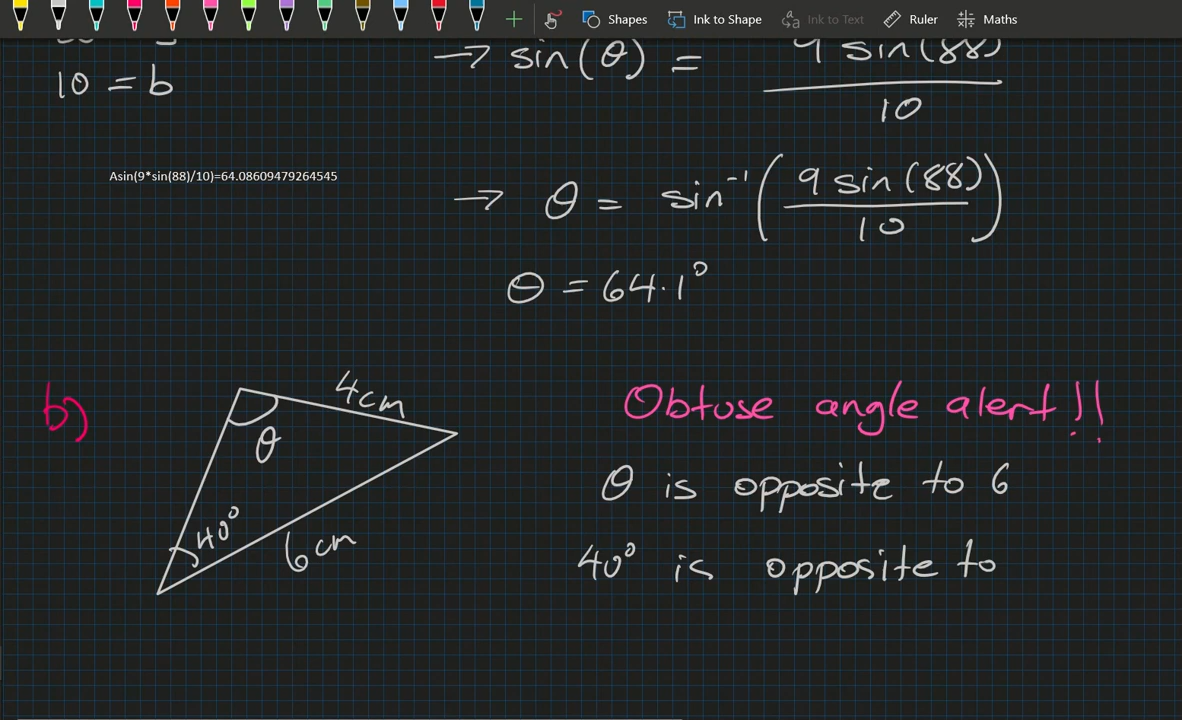 Shapes Ink to Shape Ink to Text Ruler Maths
→ sin(θ) = 9 sin(88)
10
10 = b
Asin(9*sin(88)/10)=64.08609479264545
→ θ = sin⁻¹(9 sin(88)
10)
θ = 64.1°
b)
4cm
θ
40°
6cm
Obtuse angle alert!!
θ is opposite to 6
40° is opposite to